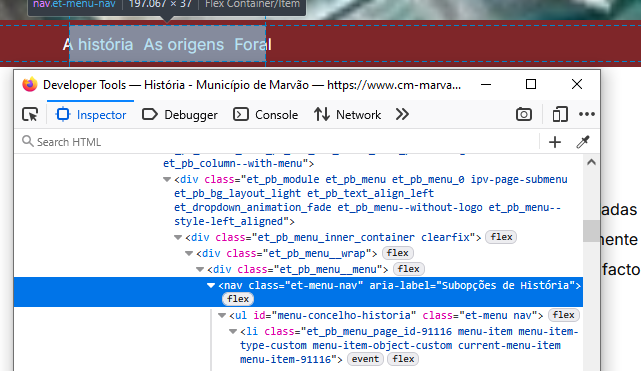 nav.et-menu-nav | 197.067 × 37 | Flex Container/Item
A história As origens Foral
Developer Tools — História - Município de Marvão — https://www.cm-marva...
Inspector Debugger Console Network
Search HTML
et_pb_column--with-menu">
<div class="et_pb_module et_pb_menu et_pb_menu_0 ipv-page-submenu
et_pb_bg_layout_light et_pb_text_align_left
et_dropdown_animation_fade et_pb_menu--without-logo et_pb_menu--
style-left_aligned">
adas
<div class="et_pb_menu_inner_container clearfix"> flex
mente
<div class="et_pb_menu__wrap"> flex
<div class="et_pb_menu__menu"> flex
facto
<nav class="et-menu-nav" aria-label="Subopções de História">
flex
<ul id="menu-concelho-historia" class="et-menu nav"> flex
<li class="et_pb_menu_page_id-91116 menu-item menu-item-
type-custom menu-item-object-custom current-menu-item
menu-item-91116"> event flex